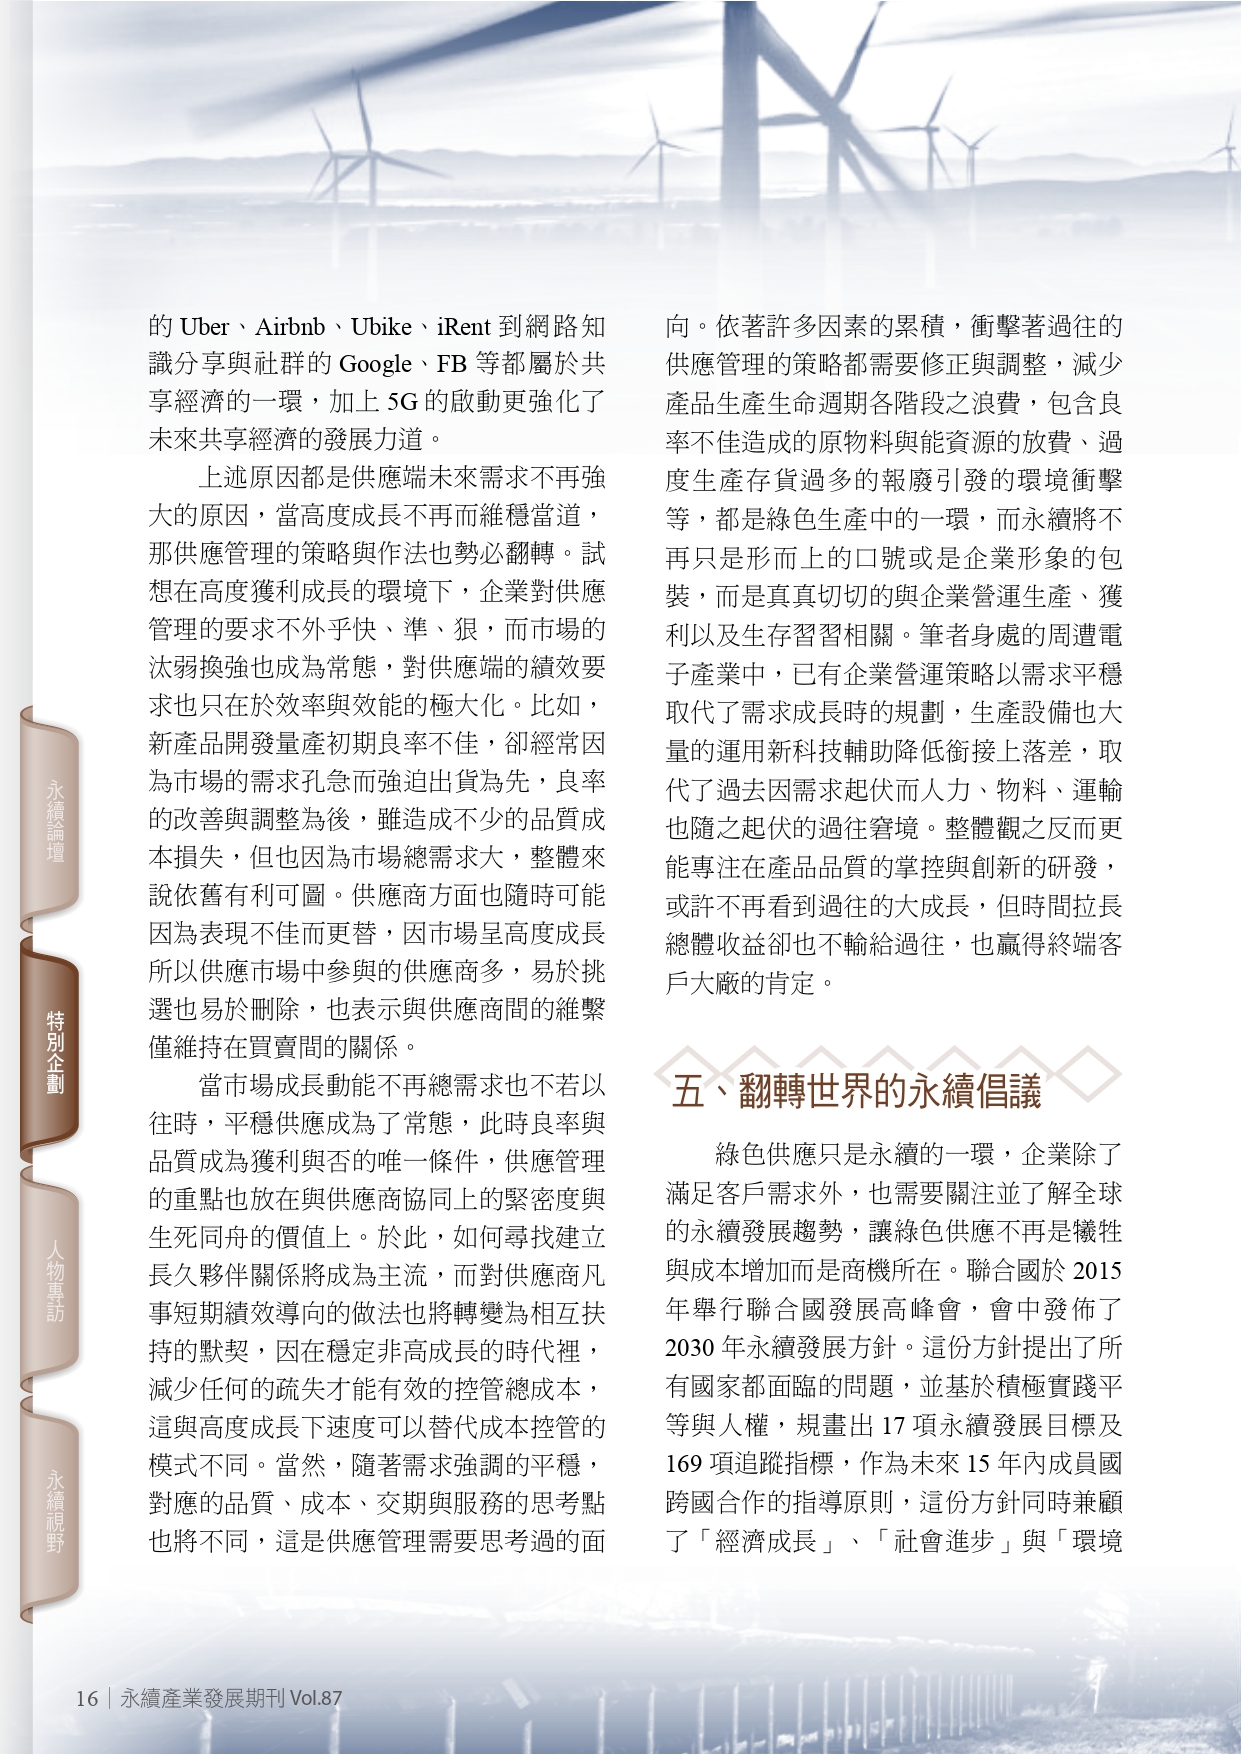 的 Uber、Airbnb、Ubike、iRent 到網路知
識分享與社群的 Google、FB 等都屬於共
享經濟的一環，加上 5G 的啟動更強化了
未來共享經濟的發展力道。
上述原因都是供應端未來需求不再強
大的原因，當高度成長不再而維穩當道，
那供應管理的策略與作法也勢必翻轉。試
想在高度獲利成長的環境下，企業對供應
管理的要求不外乎快、準、狠，而市場的
汰弱換強也成為常態，對供應端的績效要
求也只在於效率與效能的極大化。比如，
新產品開發量產初期良率不佳，卻經常因
為市場的需求孔急而強迫出貨為先，良率
的改善與調整為後，雖造成不少的品質成
本損失，但也因為市場總需求大，整體來
說依舊有利可圖。供應商方面也隨時可能
因為表現不佳而更替，因市場呈高度成長
所以供應市場中參與的供應商多，易於挑
選也易於刪除，也表示與供應商間的維繫
僅維持在買賣間的關係。
當市場成長動能不再總需求也不若以
往時，平穩供應成為了常態，此時良率與
品質成為獲利與否的唯一條件，供應管理
的重點也放在與供應商協同上的緊密度與
生死同舟的價值上。於此，如何尋找建立
長久夥伴關係將成為主流，而對供應商凡
事短期績效導向的做法也將轉變為相互扶
持的默契，因在穩定非高成長的時代裡，
減少任何的疏失才能有效的控管總成本，
這與高度成長下速度可以替代成本控管的
模式不同。當然，隨著需求強調的平穩，
對應的品質、成本、交期與服務的思考點
也將不同，這是供應管理需要思考過的面
向。依著許多因素的累積，衝擊著過往的
供應管理的策略都需要修正與調整，減少
產品生產生命週期各階段之浪費，包含良
率不佳造成的原物料與能資源的放費、過
度生產存貨過多的報廢引發的環境衝擊
等，都是綠色生產中的一環，而永續將不
再只是形而上的口號或是企業形象的包
裝，而是真真切切的與企業營運生產、獲
利以及生存習習相關。筆者身處的周遭電
子產業中，已有企業營運策略以需求平穩
取代了需求成長時的規劃，生產設備也大
量的運用新科技輔助降低銜接上落差，取
代了過去因需求起伏而人力、物料、運輸
也隨之起伏的過往窘境。整體觀之反而更
能專注在產品品質的掌控與創新的研發，
或許不再看到過往的大成長，但時間拉長
總體收益卻也不輸給過往，也贏得終端客
戶大廠的肯定。
五、翻轉世界的永續倡議
綠色供應只是永續的一環，企業除了
滿足客戶需求外，也需要關注並了解全球
的永續發展趨勢，讓綠色供應不再是犧牲
與成本增加而是商機所在。聯合國於 2015
年舉行聯合國發展高峰會，會中發佈了
2030 年永續發展方針。這份方針提出了所
有國家都面臨的問題，並基於積極實踐平
等與人權，規畫出 17 項永續發展目標及
169 項追蹤指標，作為未來 15 年內成員國
跨國合作的指導原則，這份方針同時兼顧
了「經濟成長」、「社會進步」與「環境
永續論壇
特別企劃
人物專訪
永續視野
16｜永續產業發展期刊 Vol.87